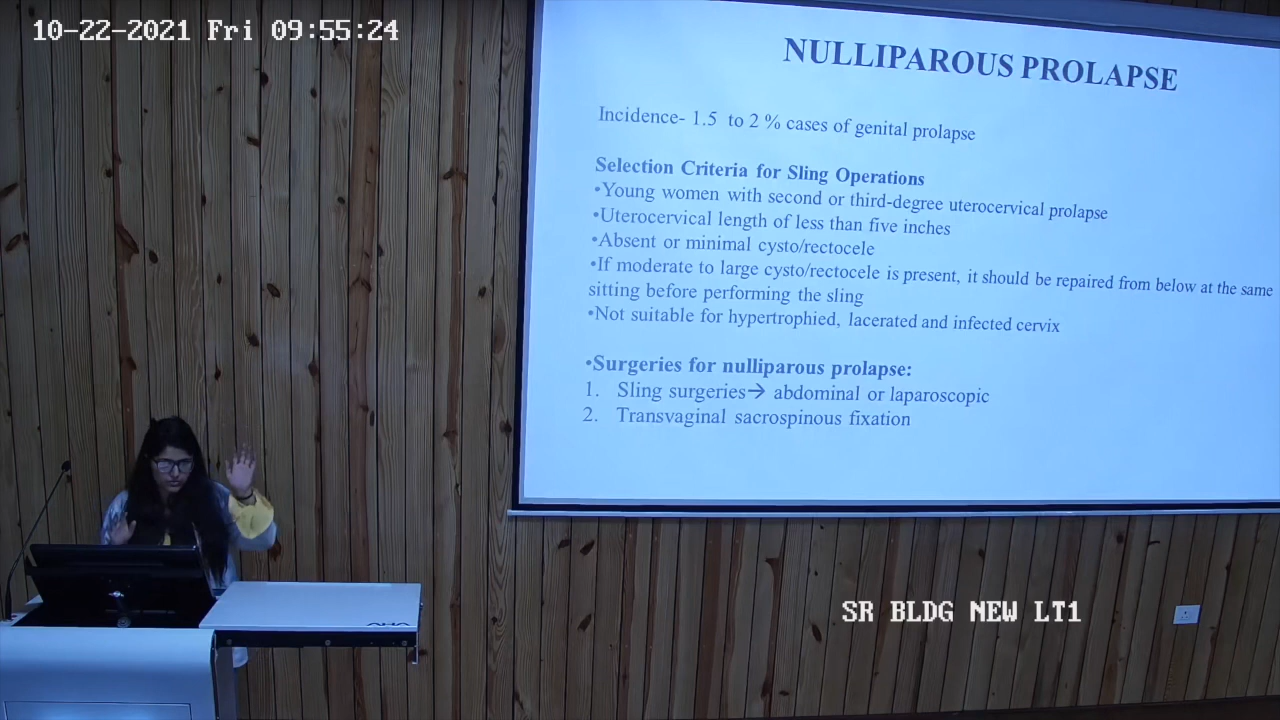 10-22-2021 Fri 09:55:24
NULLIPAROUS PROLAPSE
Incidence- 1.5 to 2 % cases of genital prolapse
Selection Criteria for Sling Operations
•Young women with second or third-degree uterocervical prolapse
•Uterocervical length of less than five inches
•Absent or minimal cysto/rectocele
•If moderate to large cysto/rectocele is present, it should be repaired from below at the same
sitting before performing the sling
•Not suitable for hypertrophied, lacerated and infected cervix
•Surgeries for nulliparous prolapse:
1. Sling surgeries→ abdominal or laparoscopic
2. Transvaginal sacrospinous fixation
AHA
SR BLDG NEW LT1